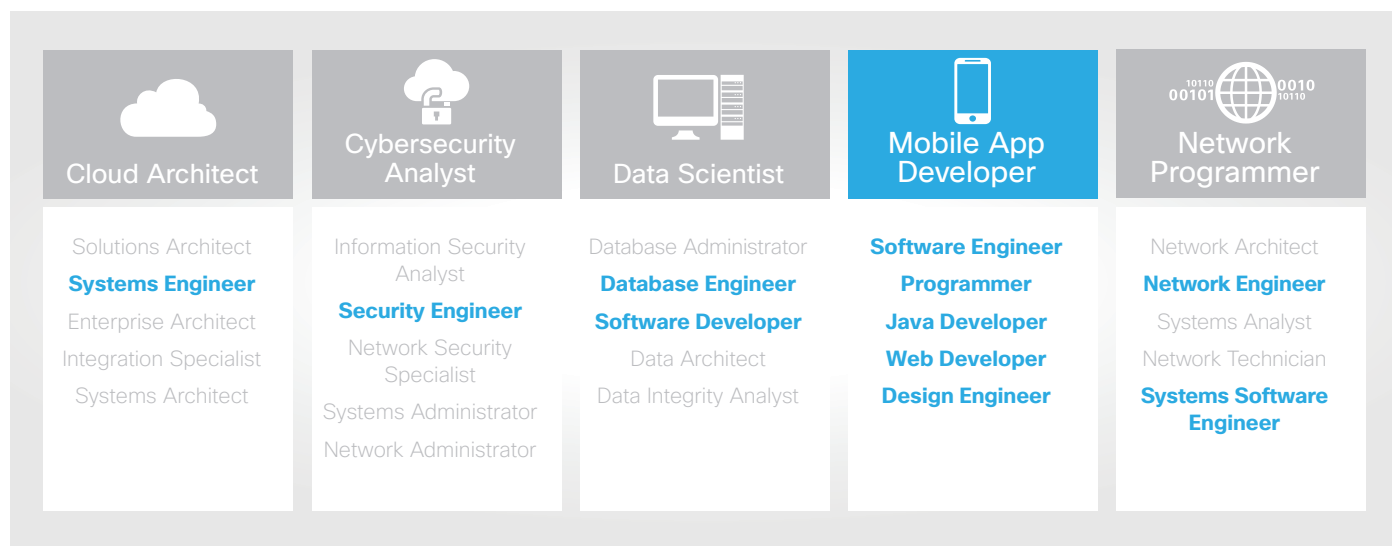 Cloud Architect
Solutions Architect
Systems Engineer
Enterprise Architect
Integration Specialist
Systems Architect
Cybersecurity
Analyst
Information Security
Analyst
Security Engineer
Network Security
Specialist
Systems Administrator
Network Administrator
Data Scientist
Database Administrator
Database Engineer
Software Developer
Data Architect
Data Integrity Analyst
Mobile App
Developer
Software Engineer
Programmer
Java Developer
Web Developer
Design Engineer
10110
00101
0010
10110
Network
Programmer
Network Architect
Network Engineer
Systems Analyst
Network Technician
Systems Software
Engineer